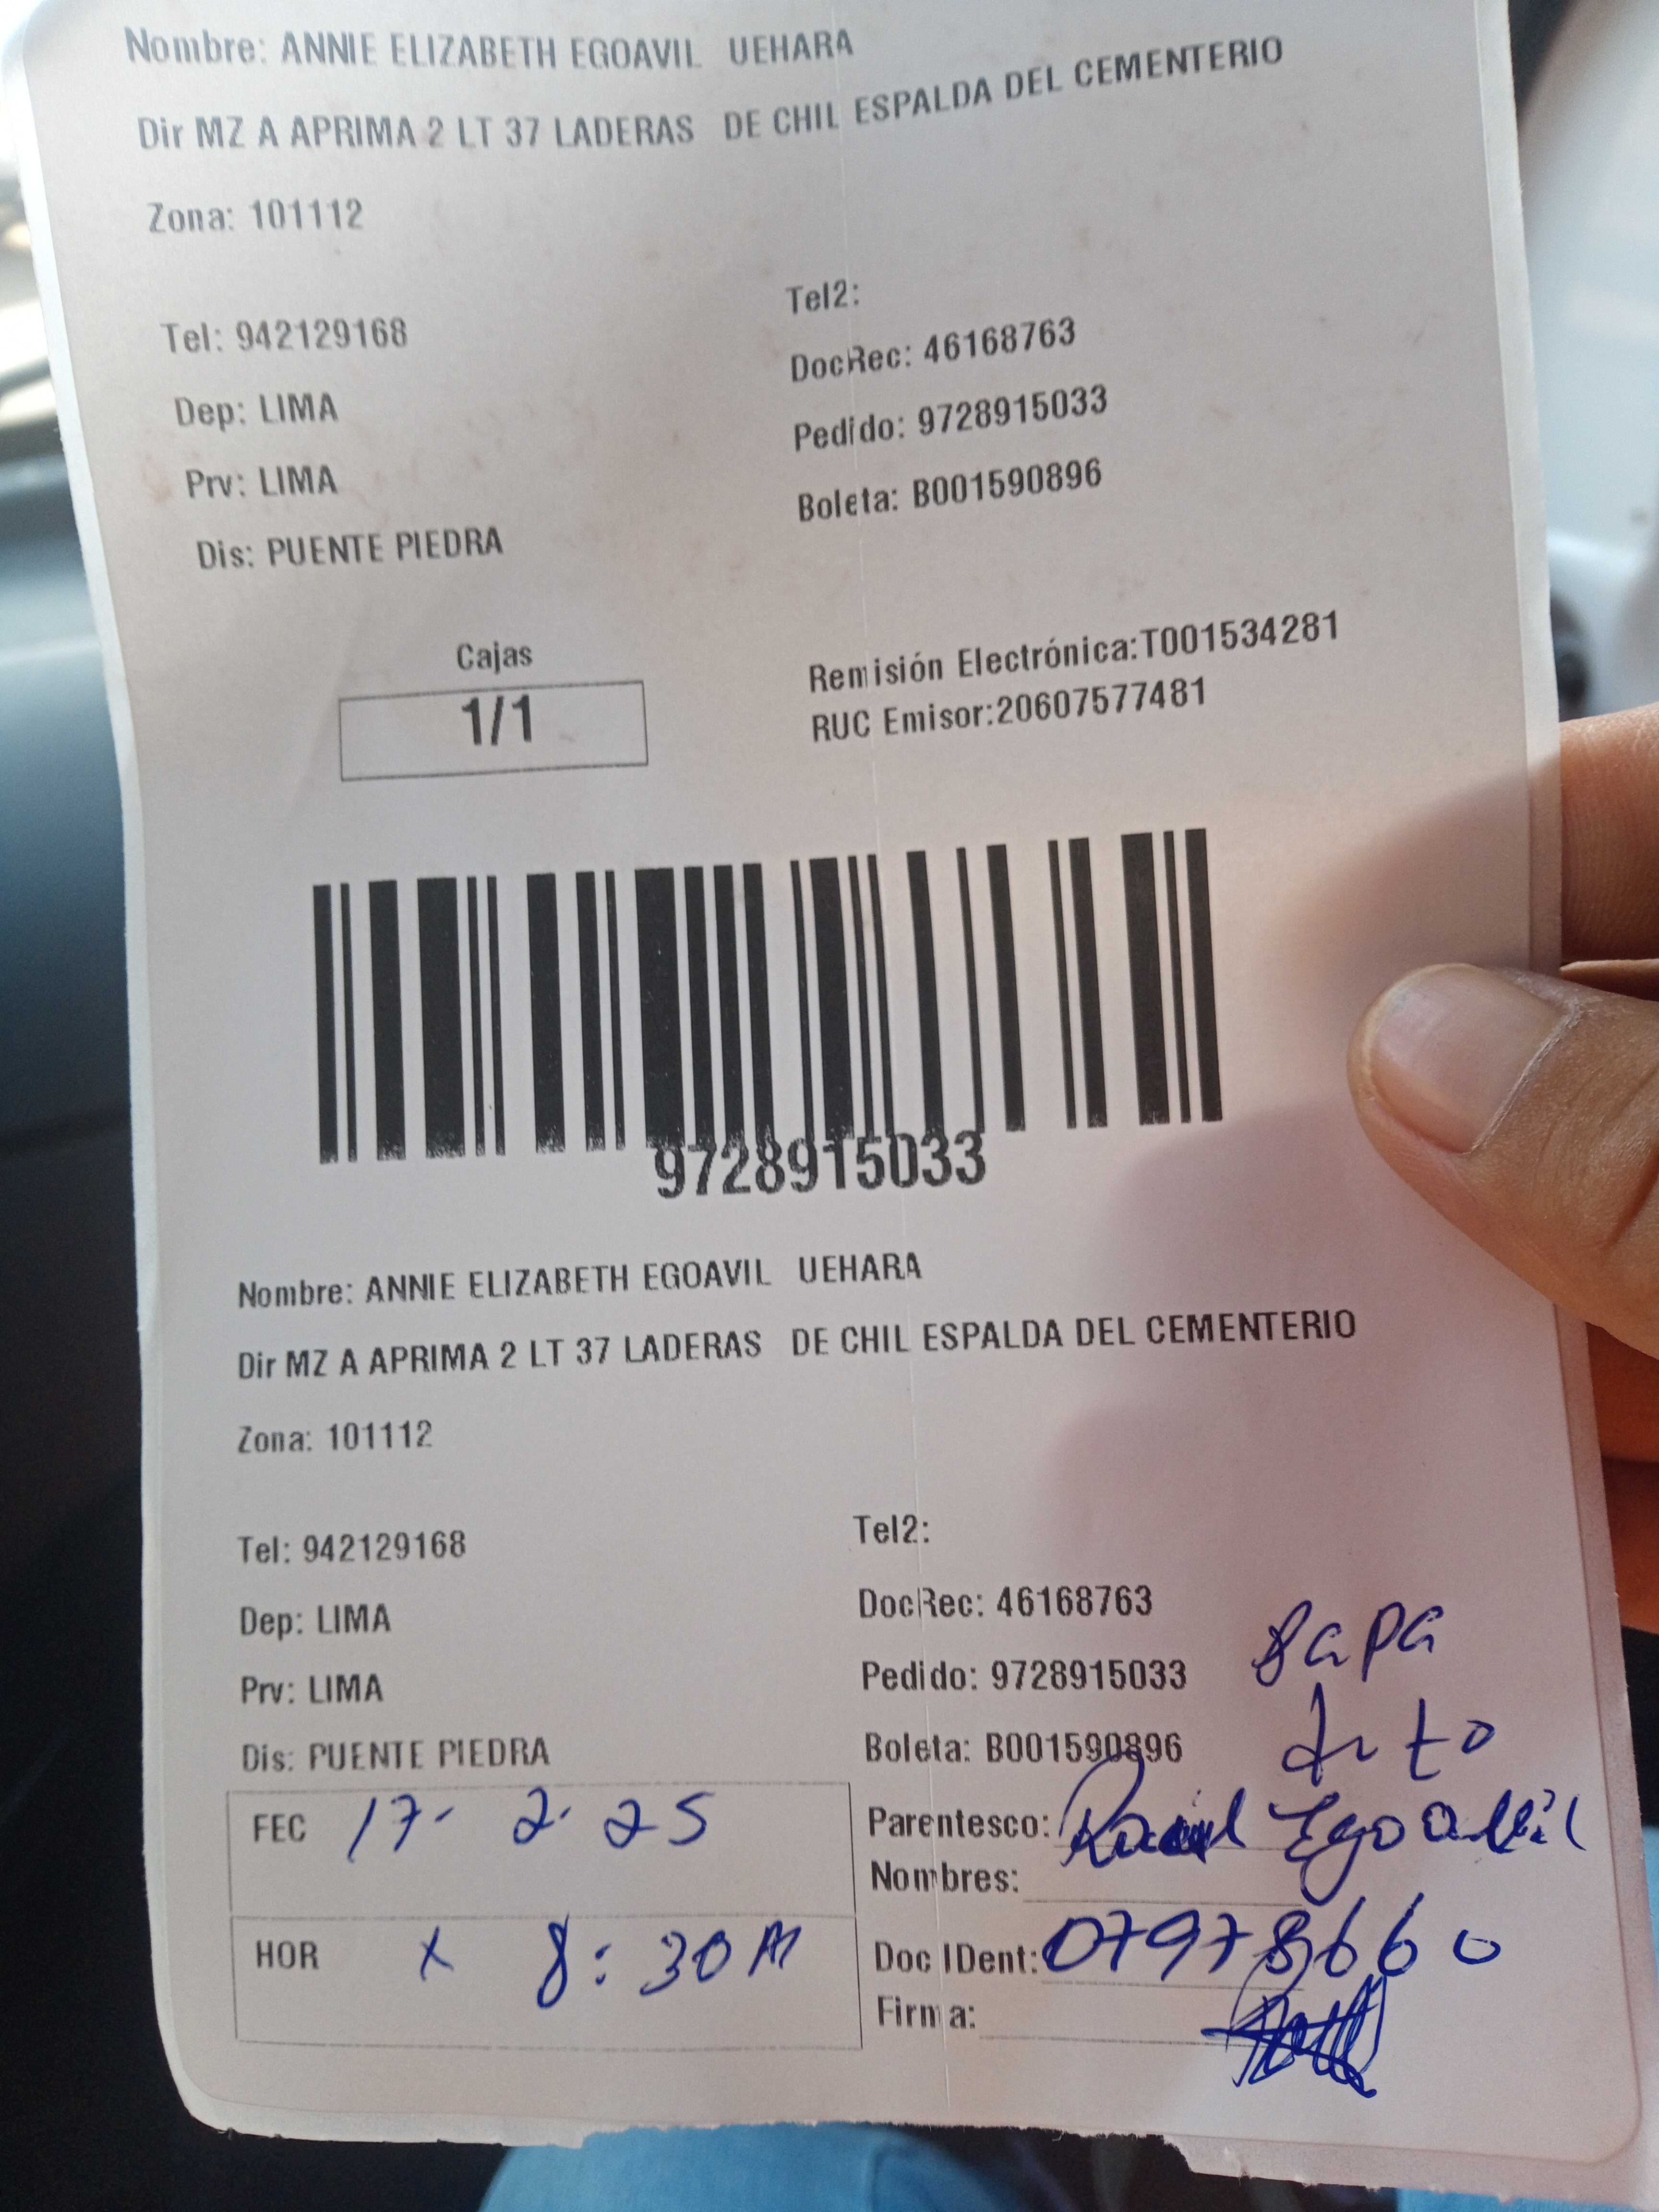 Nombre: ANNIE ELIZABETH EGOAVIL UEHARA
Dir MZ A APRIMA 2 LT 37 LADERAS DE CHIL ESPALDA DEL CEMENTERIO
Zona: 101112
Tel: 942129168
Tel2:
DocRec: 46168763
Dep: LIMA
Pedido: 9728915033
Prv: LIMA
Boleta: B001590896
Dis: PUENTE PIEDRA
Cajas
1/1
Remisión Electrónica:T001534281
RUC Emisor:20607577481
9728915033
Nombre: ANNIE ELIZABETH EGOAVIL UEHARA
Dir MZ A APRIMA 2 LT 37 LADERAS DE CHIL ESPALDA DEL CEMENTERIO
Zona: 101112
Tel: 942129168
Tel2:
Dep: LIMA
DocRec: 46168763
Prv: LIMA
Pedido: 9728915033
Dis: PUENTE PIEDRA
Boleta: B001590896
papa
FEC 17- 2- 25
Parentesco: Raul Egoavil
Nombres:
HOR x 8:30 M
Doc IDent: 07978660
Firma: